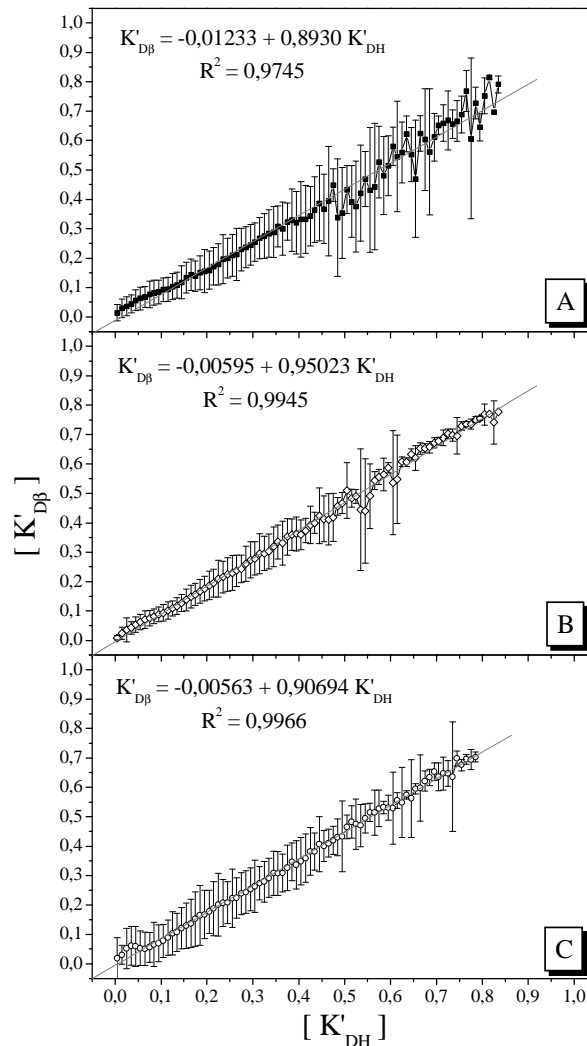 1,0
0,9
0,8
0,7
0,6
0,5
0,4
0,3
0,2
0,1
0,0
K'Dβ = -0,01233 + 0,8930 K'DH
R² = 0,9745
A
1,0
0,9
0,8
0,7
0,6
0,5
0,4
0,3
0,2
0,1
0,0
K'Dβ = -0,00595 + 0,95023 K'DH
R² = 0,9945
B
[ K'Dβ ]
1,0
0,9
0,8
0,7
0,6
0,5
0,4
0,3
0,2
0,1
0,0
K'Dβ = -0,00563 + 0,90694 K'DH
R² = 0,9966
C
0,0 0,1 0,2 0,3 0,4 0,5 0,6 0,7 0,8 0,9 1,0
[ K'DH ]